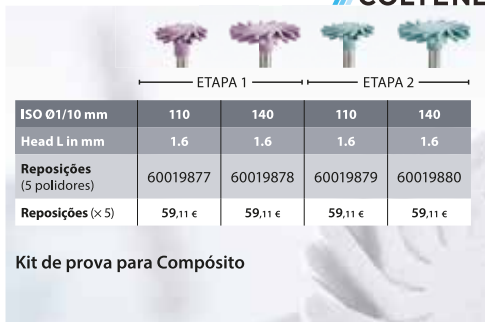 COLTENE
ETAPA 1 ETAPA 2
ISO Ø1/10 mm 110 140 110 140
Head L in mm 1.6 1.6 1.6 1.6
Reposições
(5 polidores) 60019877 60019878 60019879 60019880
Reposições (×5) 59,11 € 59,11 € 59,11 € 59,11 €
Kit de prova para Compósito